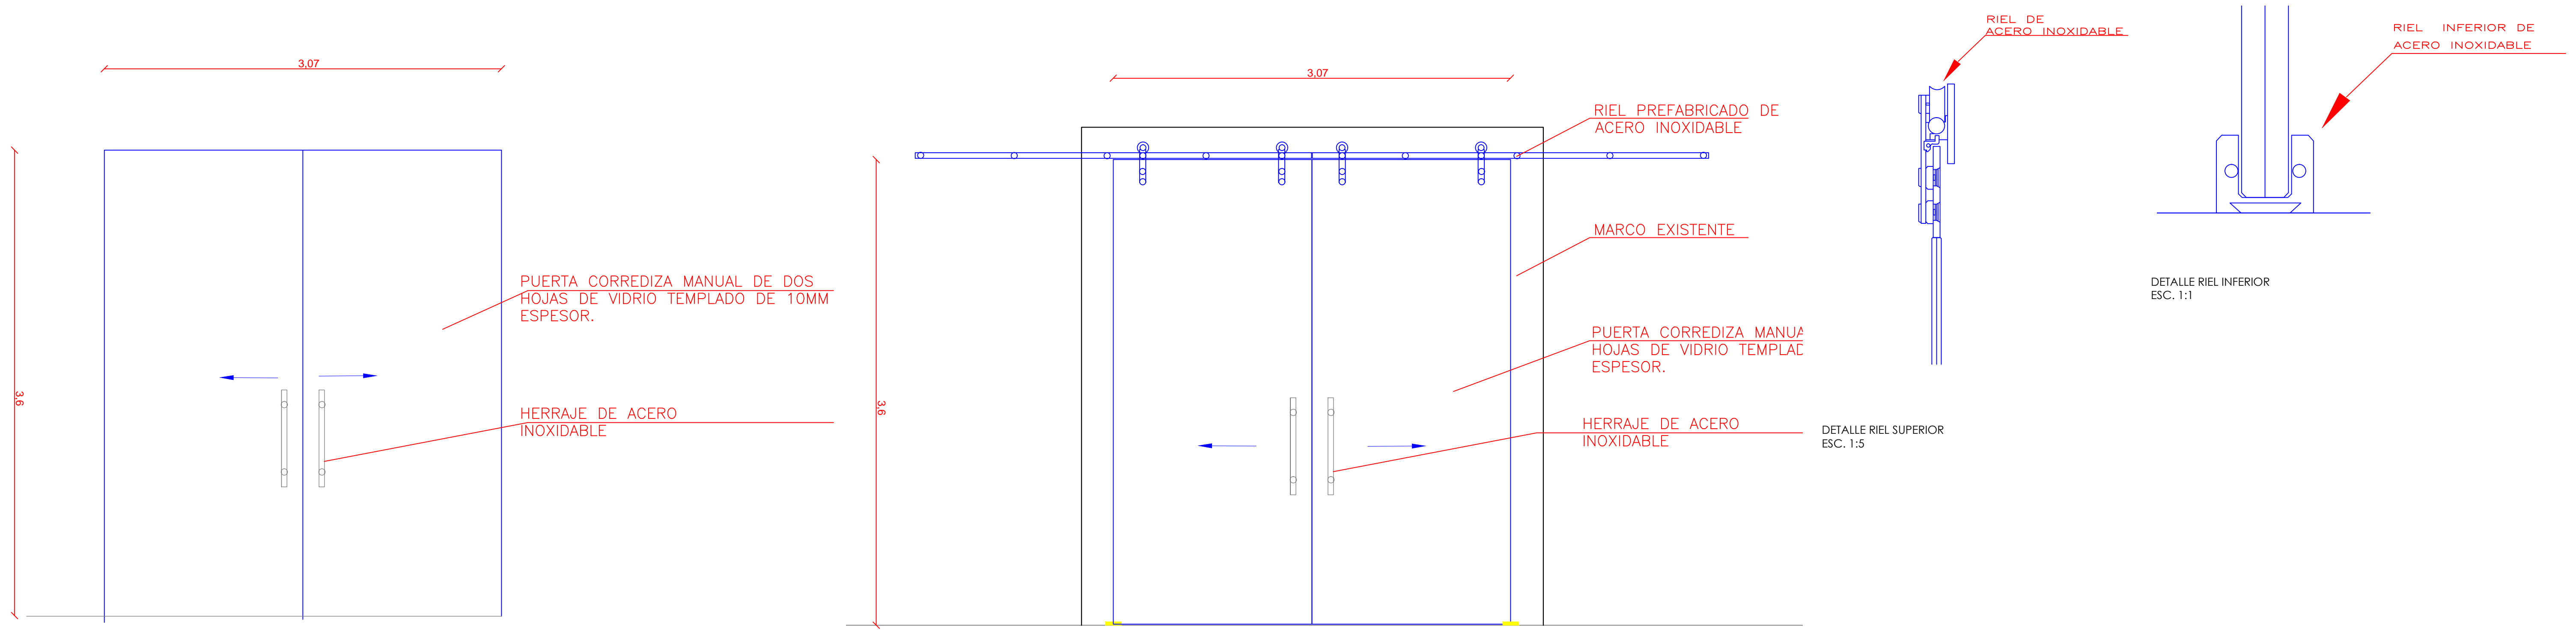 3,07
3,6
PUERTA CORREDIZA MANUAL DE DOS
HOJAS DE VIDRIO TEMPLADO DE 10MM
ESPESOR.
HERRAJE DE ACERO
INOXIDABLE
3,07
3,6
RIEL PREFABRICADO DE
ACERO INOXIDABLE
MARCO EXISTENTE
PUERTA CORREDIZA MANUA
HOJAS DE VIDRIO TEMPLAD
ESPESOR.
HERRAJE DE ACERO
INOXIDABLE
RIEL DE
ACERO INOXIDABLE
DETALLE RIEL SUPERIOR
ESC. 1:5
RIEL INFERIOR DE
ACERO INOXIDABLE
DETALLE RIEL INFERIOR
ESC. 1:1